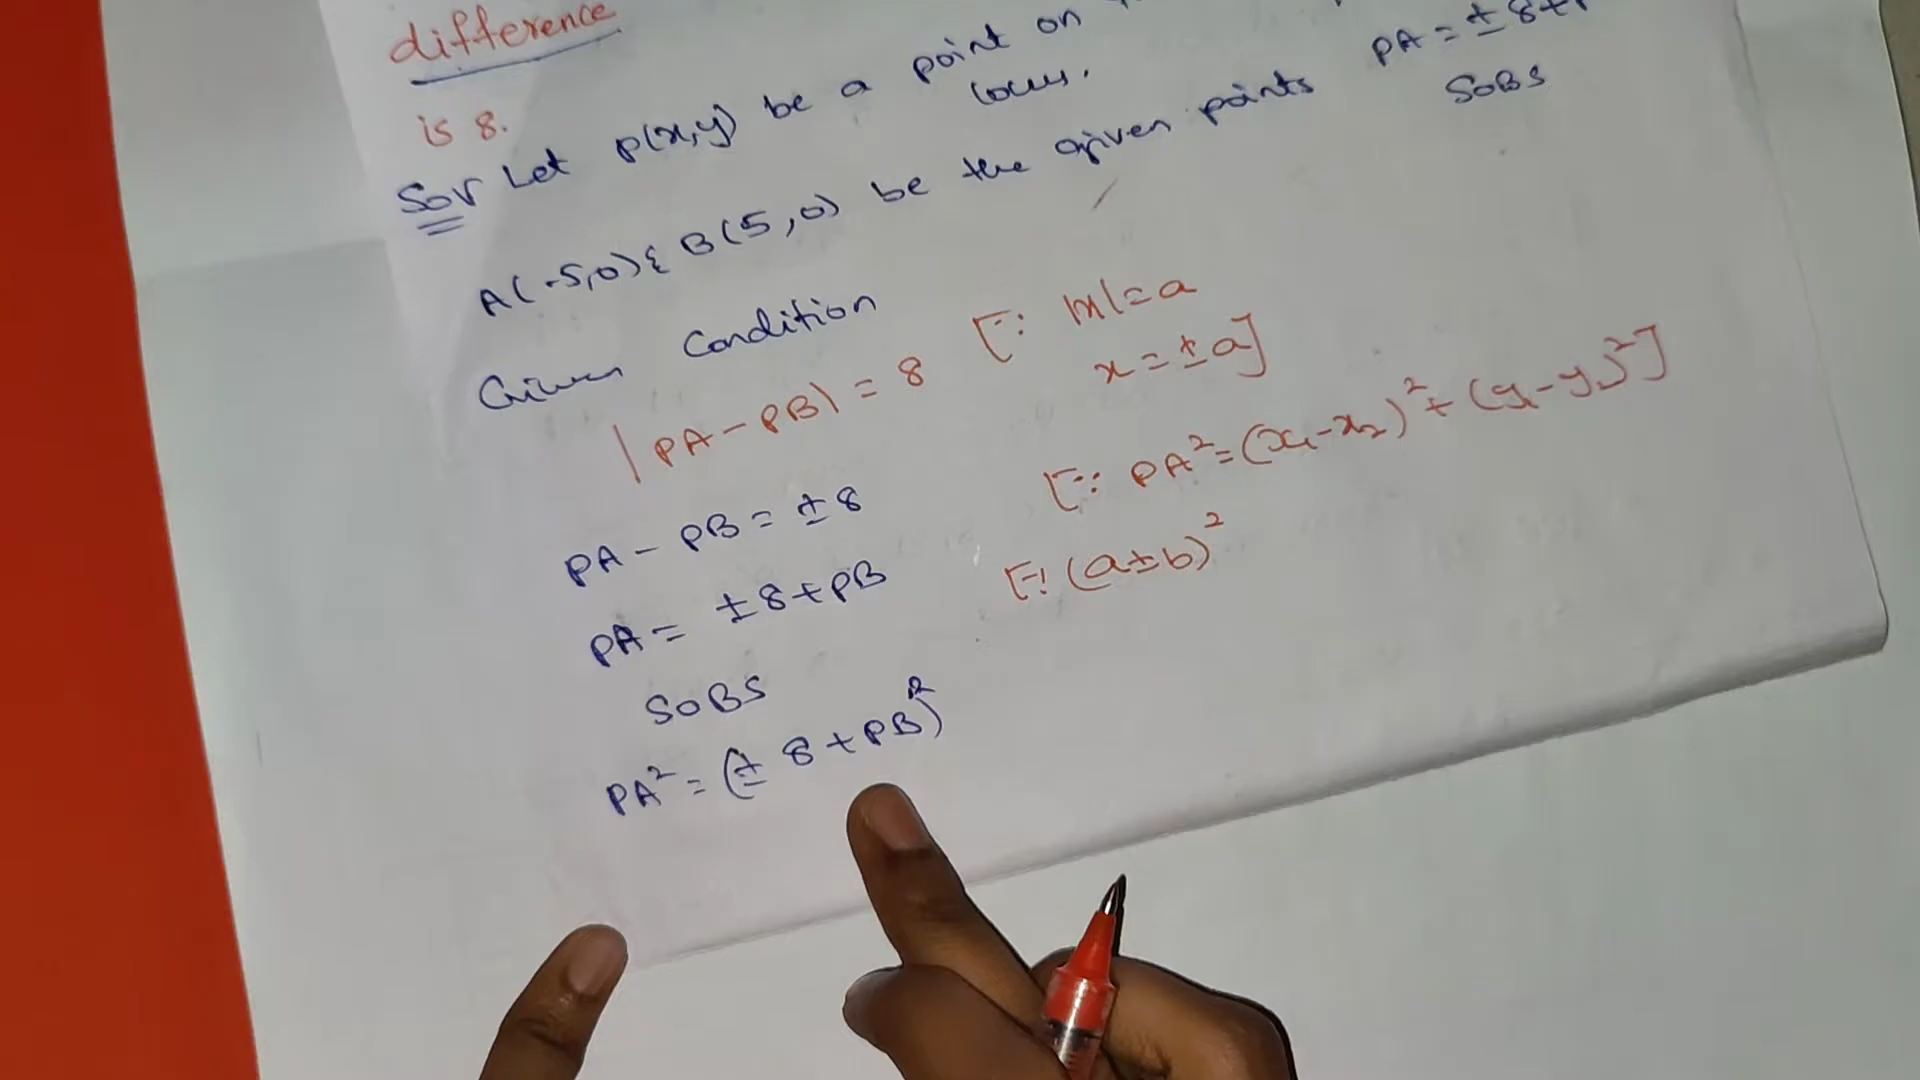 difference
is 8.
Sol Let P(x,y) be a point on
locus.
A(-5,0) & B(5,0) be the given points
Given Condition
|PA-PB| = 8 [∵ |x|=a
x=±a]
PA-PB=±8
PA= ±8+PB
SOBS
PA²=(±8+PB)²
[∵ PA²=(x₁-x₂)²+(y₁-y₂)²]
[∵ (a±b)²
PA=±8+P
SOBS